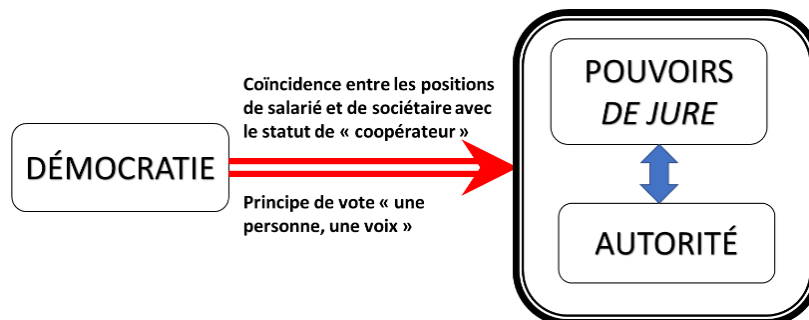 Coïncidence entre les positions
de salarié et de sociétaire avec
le statut de « coopérateur »
DÉMOCRATIE
Principe de vote « une
personne, une voix »
POUVOIRS
DE JURE
AUTORITÉ